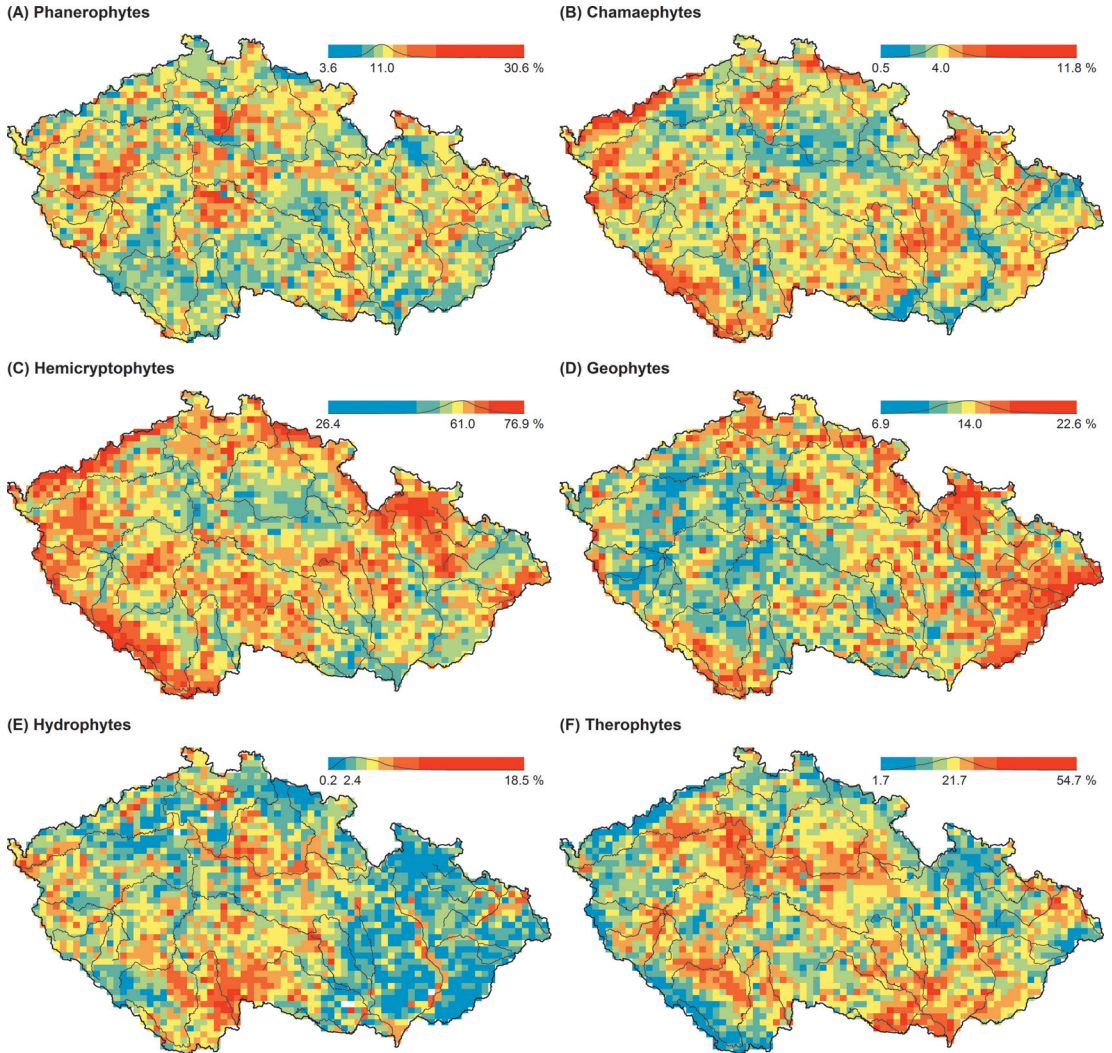 (A) Phanerophytes
3.6 11.0 30.6 %
(B) Chamaephytes
0.5 4.0 11.8 %
(C) Hemicryptophytes
26.4 61.0 76.9 %
(D) Geophytes
6.9 14.0 22.6 %
(E) Hydrophytes
0.2 2.4 18.5 %
(F) Therophytes
1.7 21.7 54.7 %